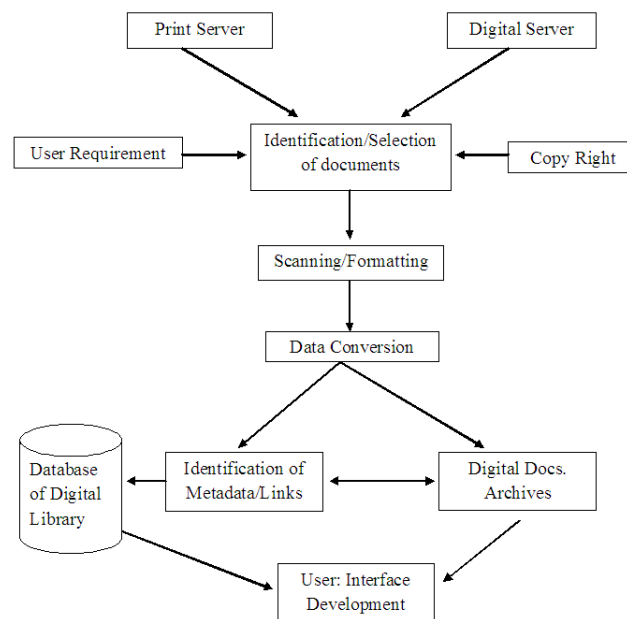 Print Server
Digital Server
Identification/Selection
of documents
User Requirement
Copy Right
Scanning/Formatting
Data Conversion
Database
of Digital
Library
Identification of
Metadata/Links
Digital Docs.
Archives
User: Interface
Development